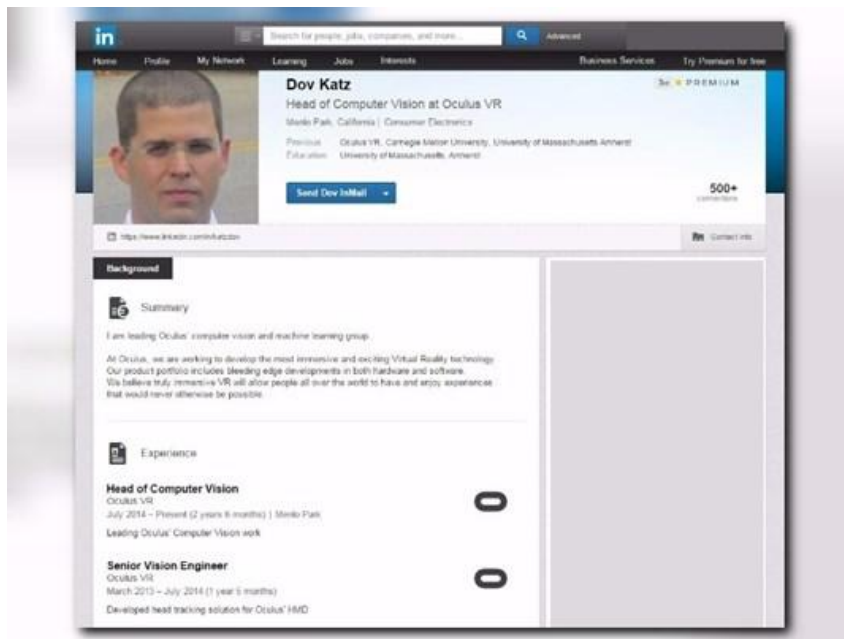 in
Search for people, jobs, companies, and more...
Advanced
Home Profile My Network Learning Jobs Interests Business Services Try Premium for free
Dov Katz
PREMIUM
Head of Computer Vision at Oculus VR
Menlo Park, California | Consumer Electronics
Previous Oculus VR, Carnegie Mellon University, University of Massachusetts Amherst
Education University of Massachusetts, Amherst
Send Dov InMail
500+
connections
Contact Info
Background
Summary
I am leading Oculus' computer vision and machine learning group.
At Oculus, we are working to develop the most immersive and exciting Virtual Reality technology.
Our product portfolio includes bleeding edge developments in both hardware and software.
We believe truly immersive VR will allow people all over the world to have and enjoy experiences
that would never otherwise be possible.
Experience
Head of Computer Vision
Oculus VR
July 2014 – Present (2 years 6 months) | Menlo Park
Leading Oculus' Computer Vision work
Senior Vision Engineer
Oculus VR
March 2013 – July 2014 (1 year 5 months)
Developed head tracking solution for Oculus' HMD